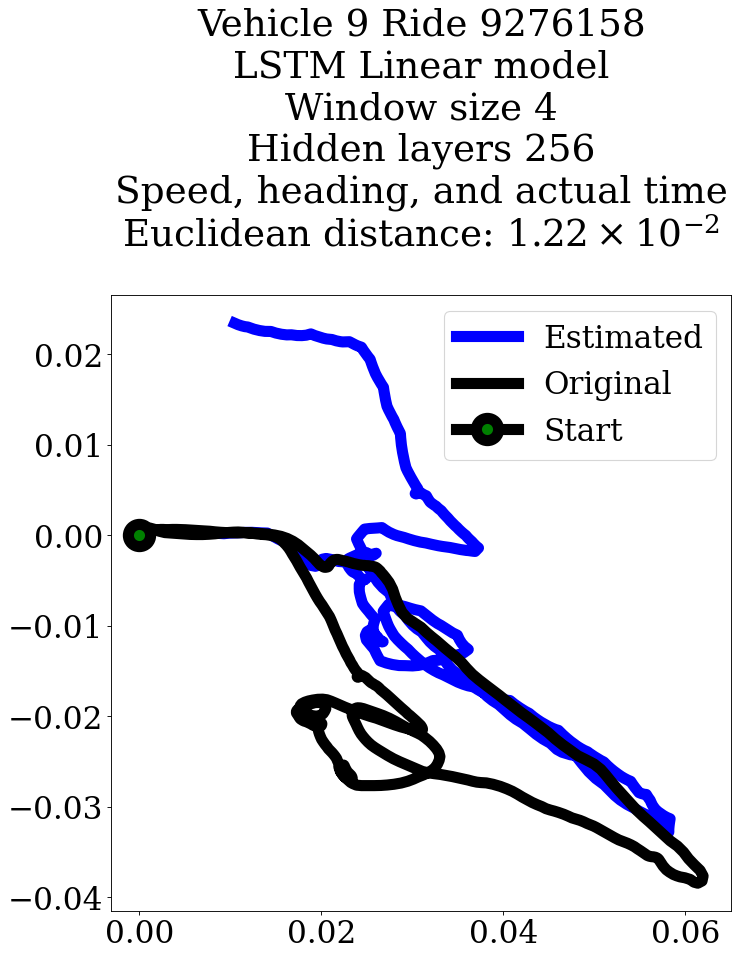 Vehicle 9 Ride 9276158
LSTM Linear model
Window size 4
Hidden layers 256
Speed, heading, and actual time
Euclidean distance: 1.22 × 10⁻²
Estimated
Original
Start
0.02
0.01
0.00
−0.01
−0.02
−0.03
−0.04
0.00 0.02 0.04 0.06